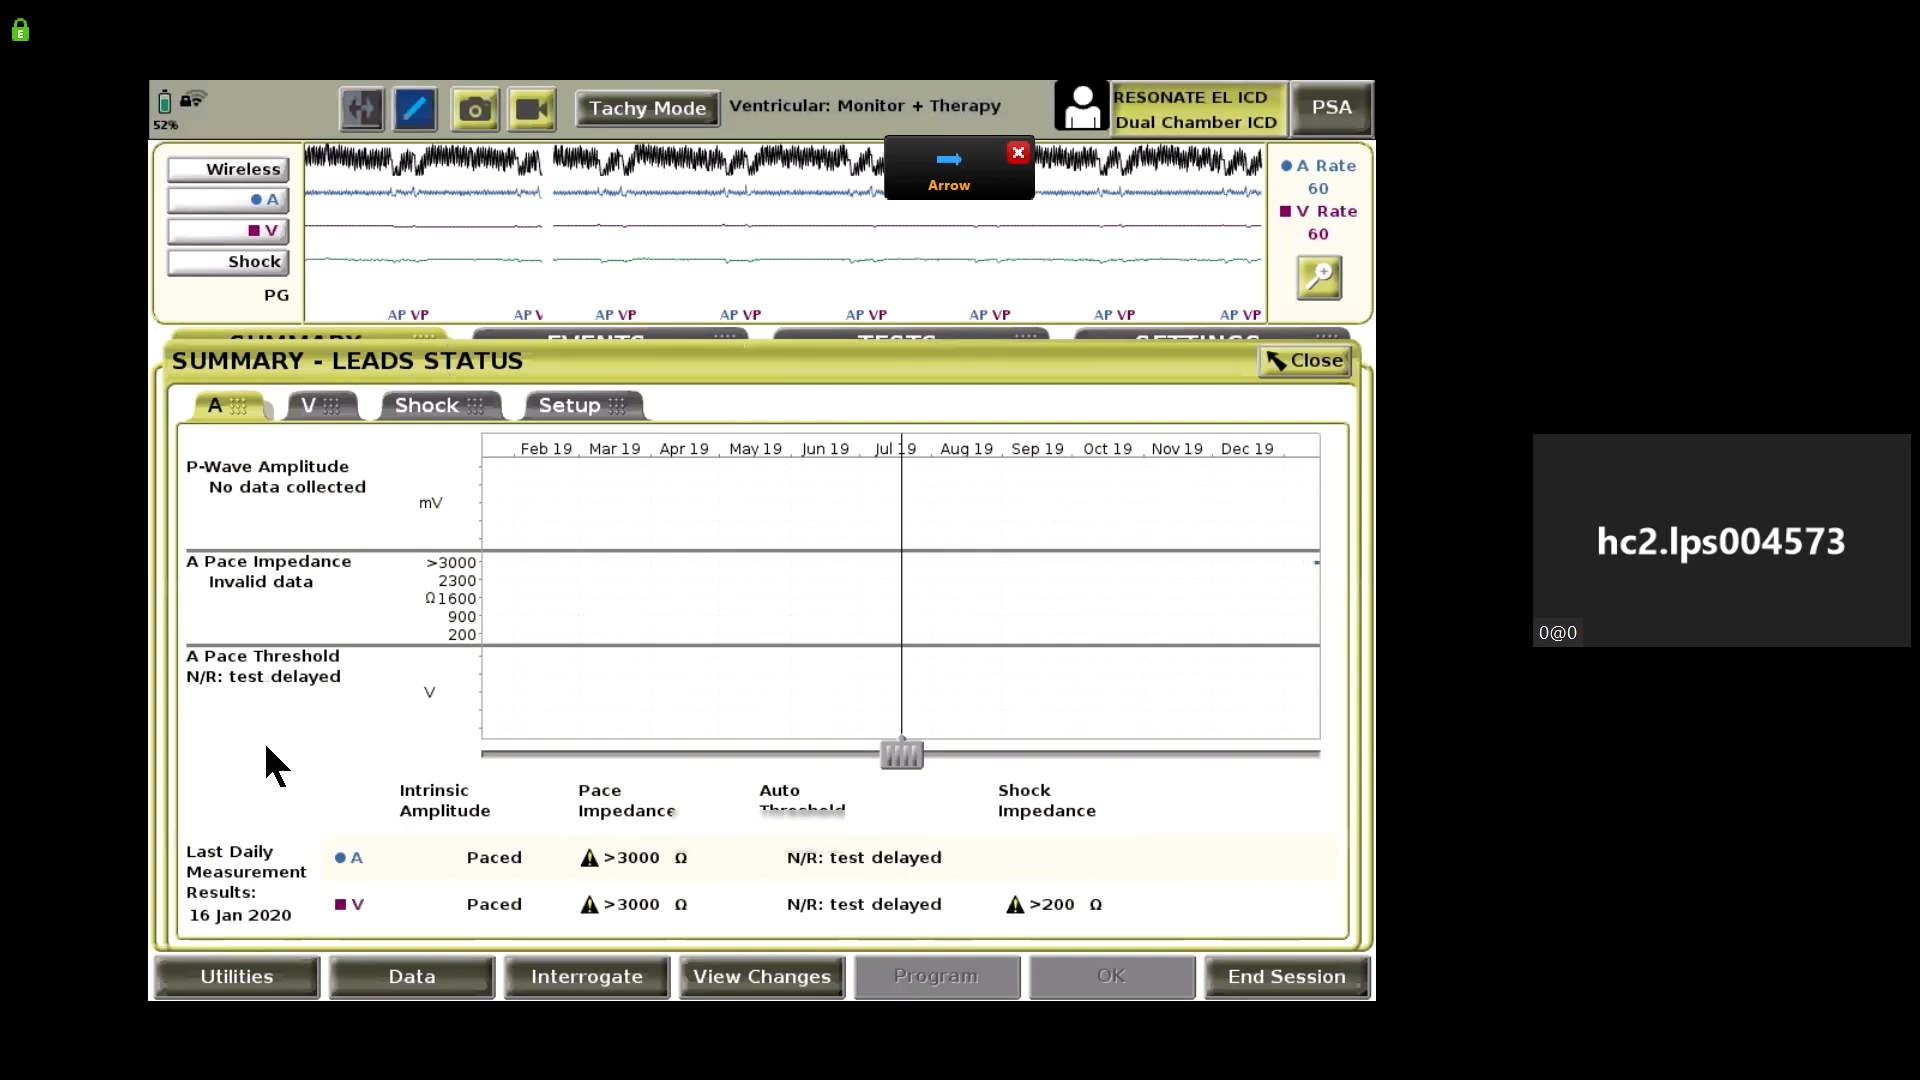 E
52%
Tachy Mode
Ventricular: Monitor + Therapy
RESONATE EL ICD
Dual Chamber ICD
PSA
Wireless
A
V
Shock
PG
Arrow
A Rate
60
V Rate
60
AP VP AP V AP VP AP VP AP VP AP VP AP VP AP VP
SUMMARY EVENTS TESTS SETTINGS
SUMMARY - LEADS STATUS
Close
A V Shock Setup
Feb 19 Mar 19 Apr 19 May 19 Jun 19 Jul 19 Aug 19 Sep 19 Oct 19 Nov 19 Dec 19
P-Wave Amplitude
No data collected
mV
A Pace Impedance
Invalid data
>3000
2300
Ω 1600
900
200
A Pace Threshold
N/R: test delayed
V
Intrinsic Amplitude
Pace Impedance
Auto Threshold
Shock Impedance
Last Daily
Measurement
Results:
16 Jan 2020
A Paced >3000 Ω N/R: test delayed
V Paced >3000 Ω N/R: test delayed >200 Ω
Utilities Data Interrogate View Changes Program OK End Session
hc2.lps004573
0@0